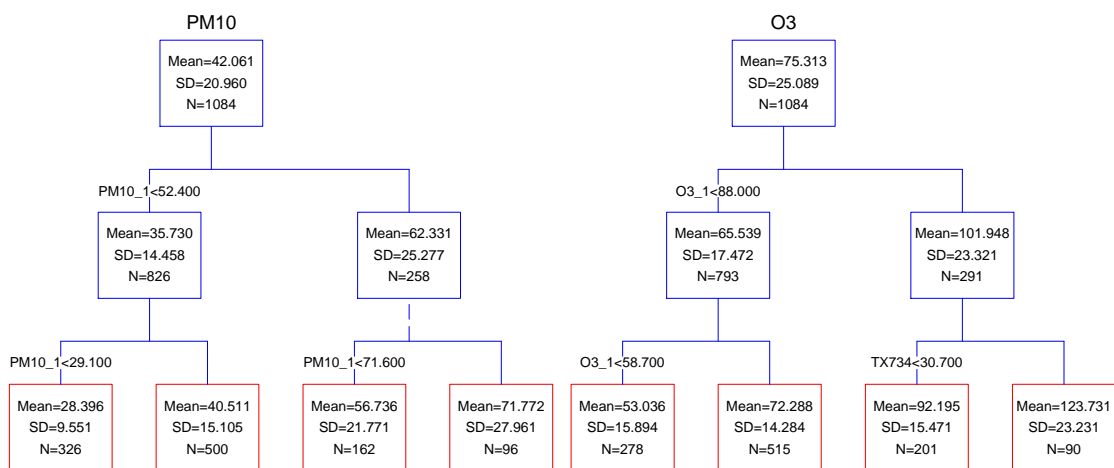 PM10
Mean=42.061
SD=20.960
N=1084
PM10_1<52.400
Mean=35.730
SD=14.458
N=826
Mean=62.331
SD=25.277
N=258
PM10_1<29.100
PM10_1<71.600
Mean=28.396
SD=9.551
N=326
Mean=40.511
SD=15.105
N=500
Mean=56.736
SD=21.771
N=162
Mean=71.772
SD=27.961
N=96
O3
Mean=75.313
SD=25.089
N=1084
O3_1<88.000
Mean=65.539
SD=17.472
N=793
Mean=101.948
SD=23.321
N=291
O3_1<58.700
TX734<30.700
Mean=53.036
SD=15.894
N=278
Mean=72.288
SD=14.284
N=515
Mean=92.195
SD=15.471
N=201
Mean=123.731
SD=23.231
N=90